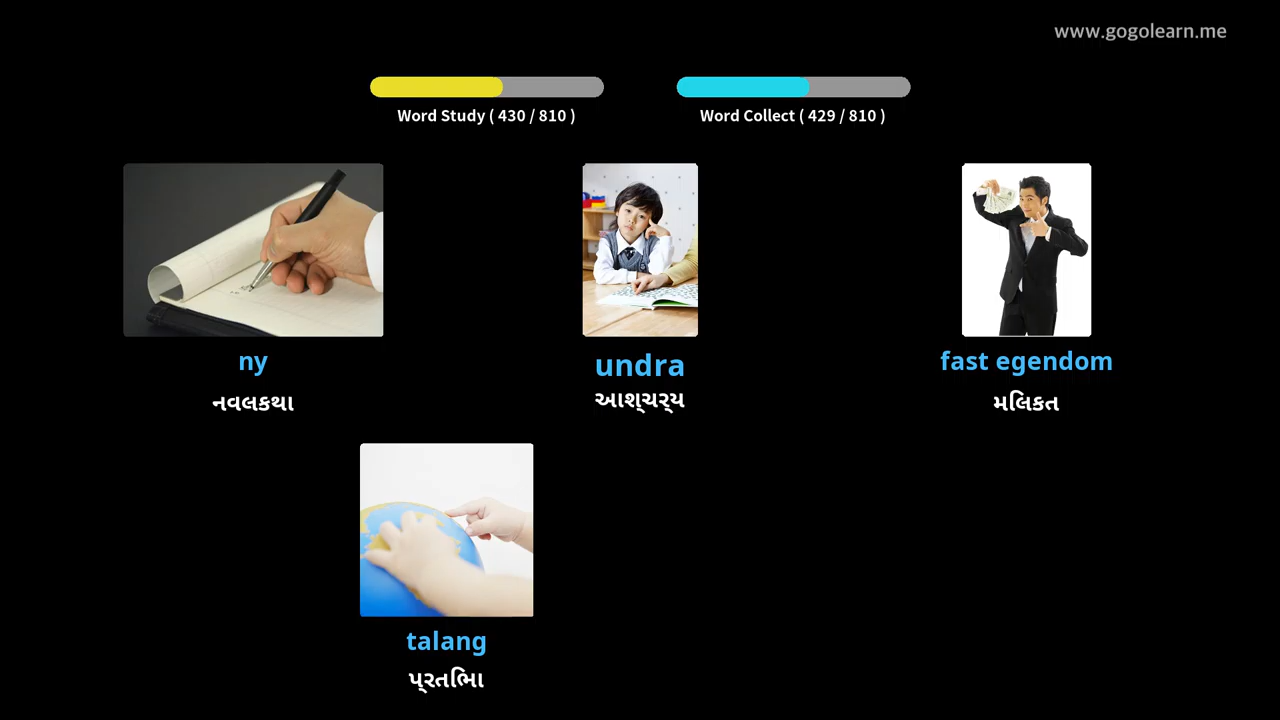 www.gogolearn.me
Word Study ( 430 / 810 )
Word Collect ( 429 / 810 )
ny
નવલકથા
undra
આશ્ચર્ય
fast egendom
મિલકત
talang
પ્રતિભા